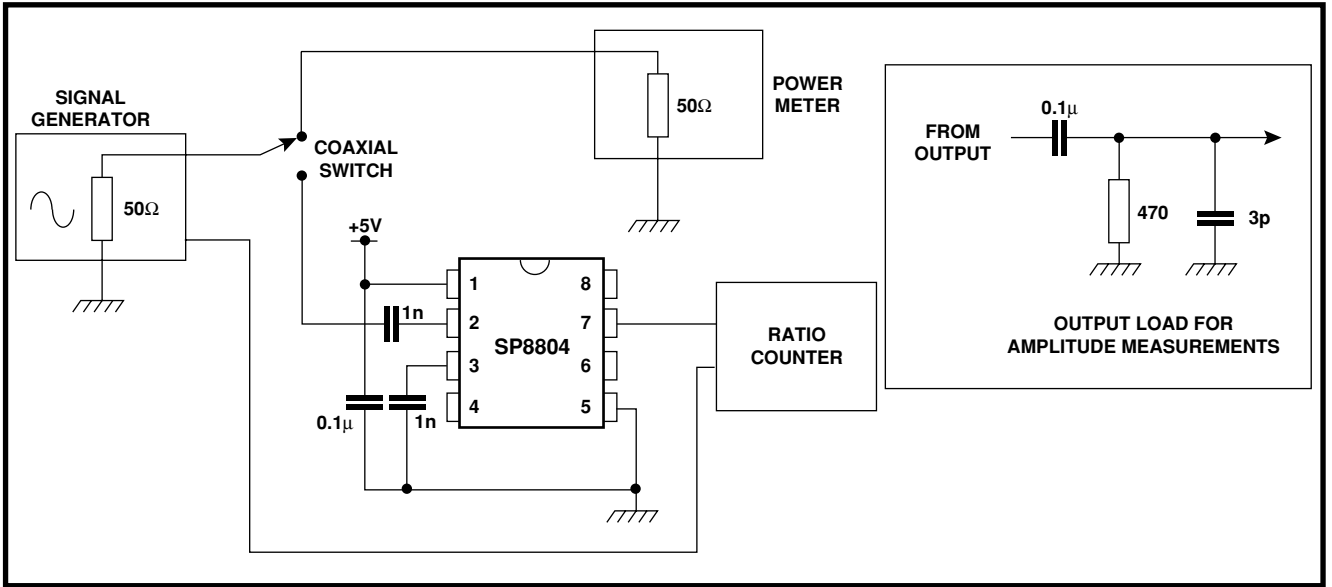 SIGNAL
GENERATOR
50Ω
COAXIAL
SWITCH
50Ω
POWER
METER
+5V
1n
0.1μ
1n
1
2
3
4
8
7
6
5
SP8804
RATIO
COUNTER
FROM
OUTPUT
0.1μ
470
3p
OUTPUT LOAD FOR
AMPLITUDE MEASUREMENTS